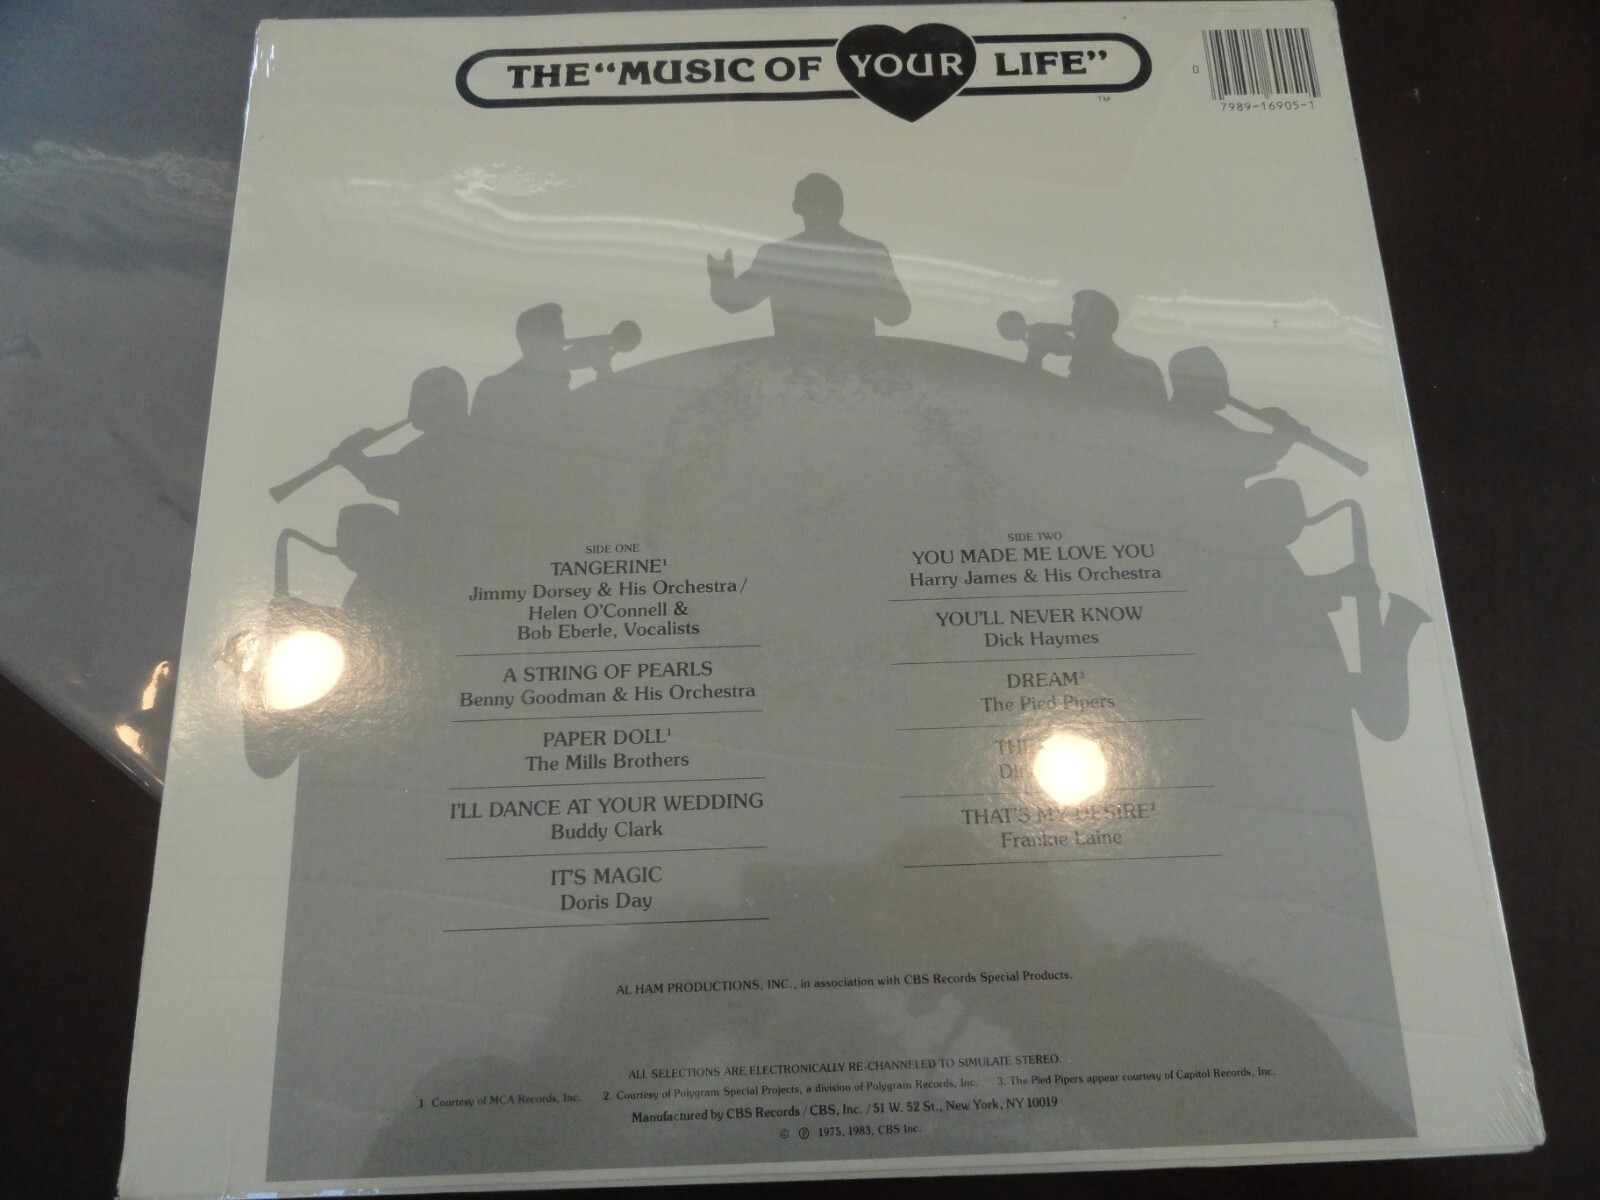 THE "MUSIC OF YOUR LIFE"
TM
0
7989-16905-1
SIDE ONE
TANGERINE¹
Jimmy Dorsey & His Orchestra/
Helen O'Connell &
Bob Eberle, Vocalists
A STRING OF PEARLS
Benny Goodman & His Orchestra
PAPER DOLL¹
The Mills Brothers
I'LL DANCE AT YOUR WEDDING
Buddy Clark
IT'S MAGIC
Doris Day
SIDE TWO
YOU MADE ME LOVE YOU
Harry James & His Orchestra
YOU'LL NEVER KNOW
Dick Haymes
DREAM³
The Pied Pipers
THAT'S MY DESIRE²
Frankie Laine
AL HAM PRODUCTIONS, INC., in association with CBS Records Special Products.
ALL SELECTIONS ARE ELECTRONICALLY RE-CHANNELED TO SIMULATE STEREO.
1. Courtesy of MCA Records, Inc. 2. Courtesy of Polygram Special Projects, a division of Polygram Records, Inc. 3. The Pied Pipers appear courtesy of Capitol Records, Inc.
Manufactured by CBS Records/CBS, Inc./51 W. 52 St., New York, NY 10019
© ℗ 1975, 1983, CBS Inc.